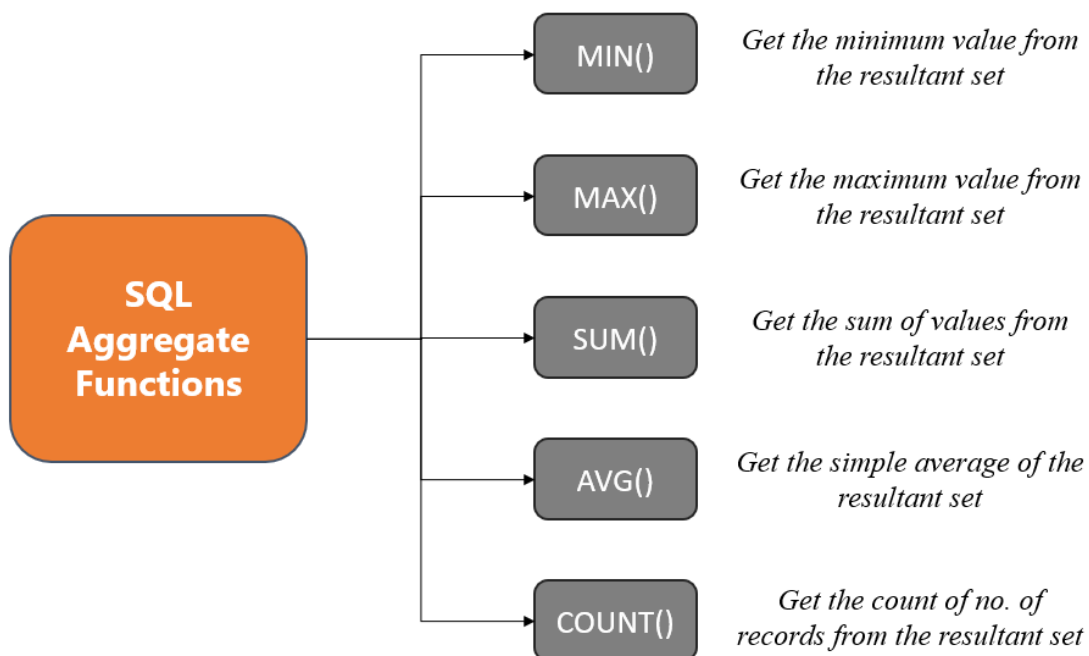 SQL
Aggregate
Functions
MIN()
Get the minimum value from
the resultant set
MAX()
Get the maximum value from
the resultant set
SUM()
Get the sum of values from
the resultant set
AVG()
Get the simple average of the
resultant set
COUNT()
Get the count of no. of
records from the resultant set